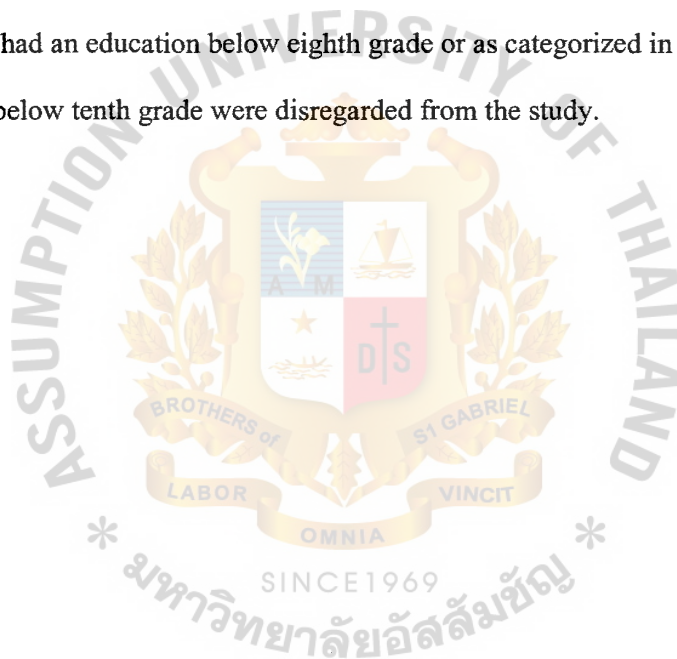 had an education below eighth grade or as categorized in
below tenth grade were disregarded from the study.
ASSUMPTION UNIVERSITY OF THAILAND
A M
D S
BROTHERS of ST GABRIEL
LABOR VINCIT
OMNIA
* SINCE1969 *
มหาวิทยาลัยอัสสัมชัญ